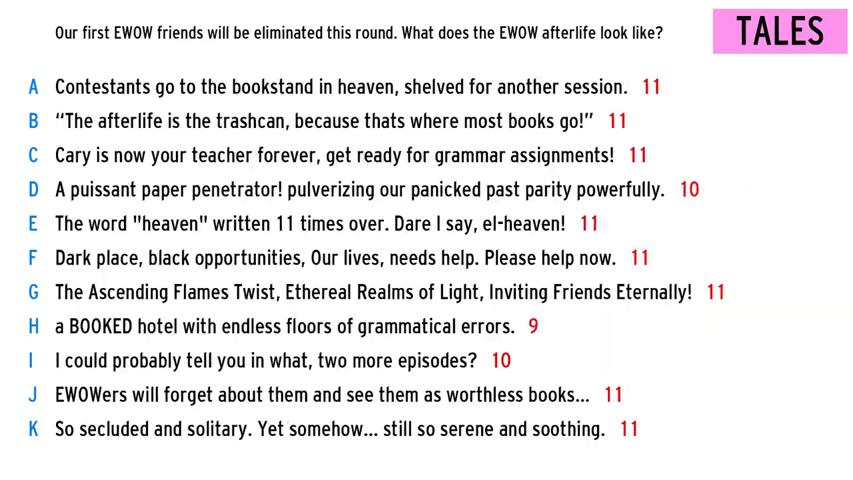 Our first EWOW friends will be eliminated this round. What does the EWOW afterlife look like?
TALES
A Contestants go to the bookstand in heaven, shelved for another session. 11
B “The afterlife is the trashcan, because thats where most books go!” 11
C Cary is now your teacher forever, get ready for grammar assignments! 11
D A puissant paper penetrator! pulverizing our panicked past parity powerfully. 10
E The word "heaven" written 11 times over. Dare I say, el-heaven! 11
F Dark place, black opportunities, Our lives, needs help. Please help now. 11
G The Ascending Flames Twist, Ethereal Realms of Light, Inviting Friends Eternally! 11
H a BOOKED hotel with endless floors of grammatical errors. 9
I I could probably tell you in what, two more episodes? 10
J EWOWers will forget about them and see them as worthless books... 11
K So secluded and solitary. Yet somehow... still so serene and soothing. 11